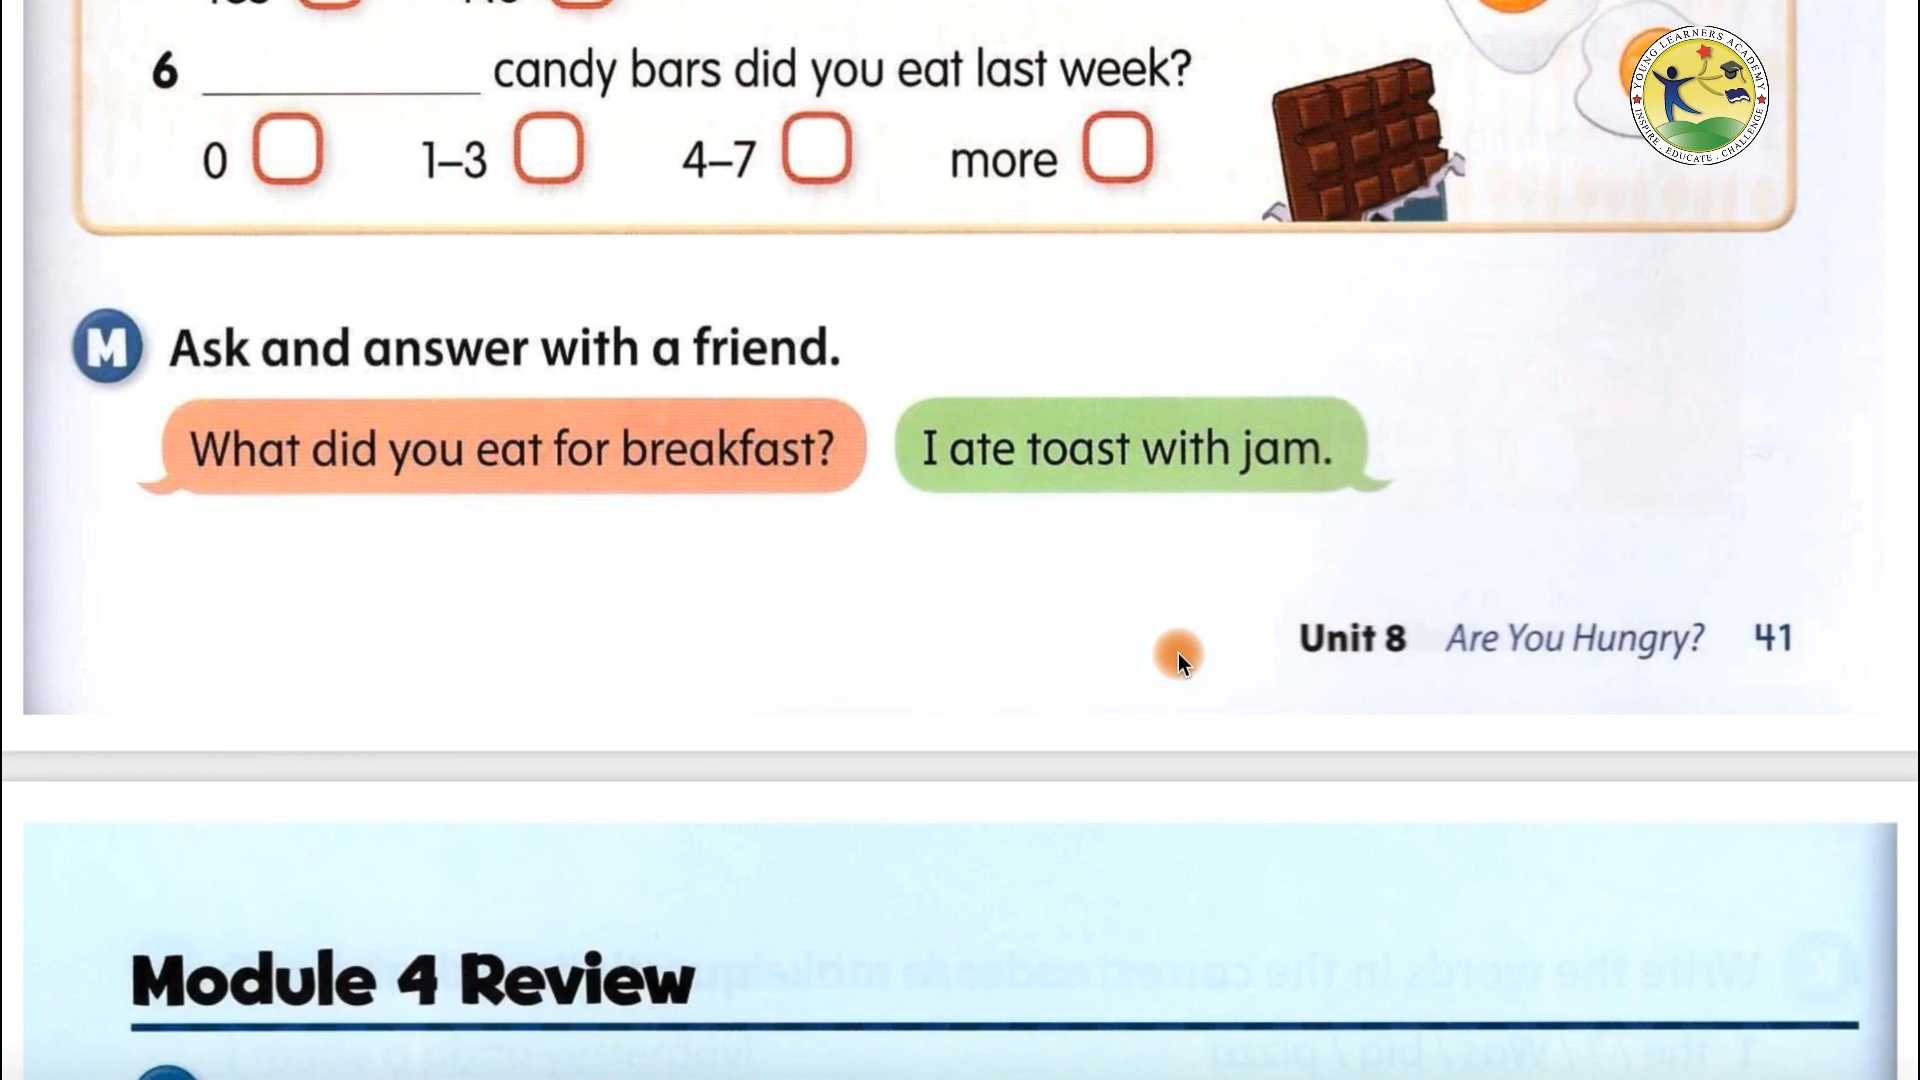 6 ____________ candy bars did you eat last week?
0 1–3 4–7 more
YOUNG LEARNERS ACADEMY
INSPIRE . EDUCATE . CHALLENGE
M Ask and answer with a friend.
What did you eat for breakfast? I ate toast with jam.
Unit 8 Are You Hungry? 41
Module 4 Review